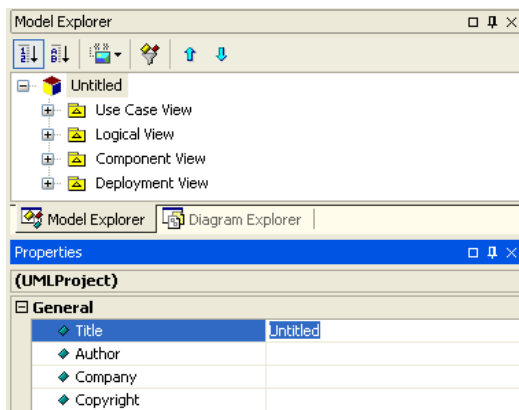 Model Explorer
Untitled
Use Case View
Logical View
Component View
Deployment View
Model Explorer Diagram Explorer
Properties
(UMLProject)
General
Title Untitled
Author
Company
Copyright